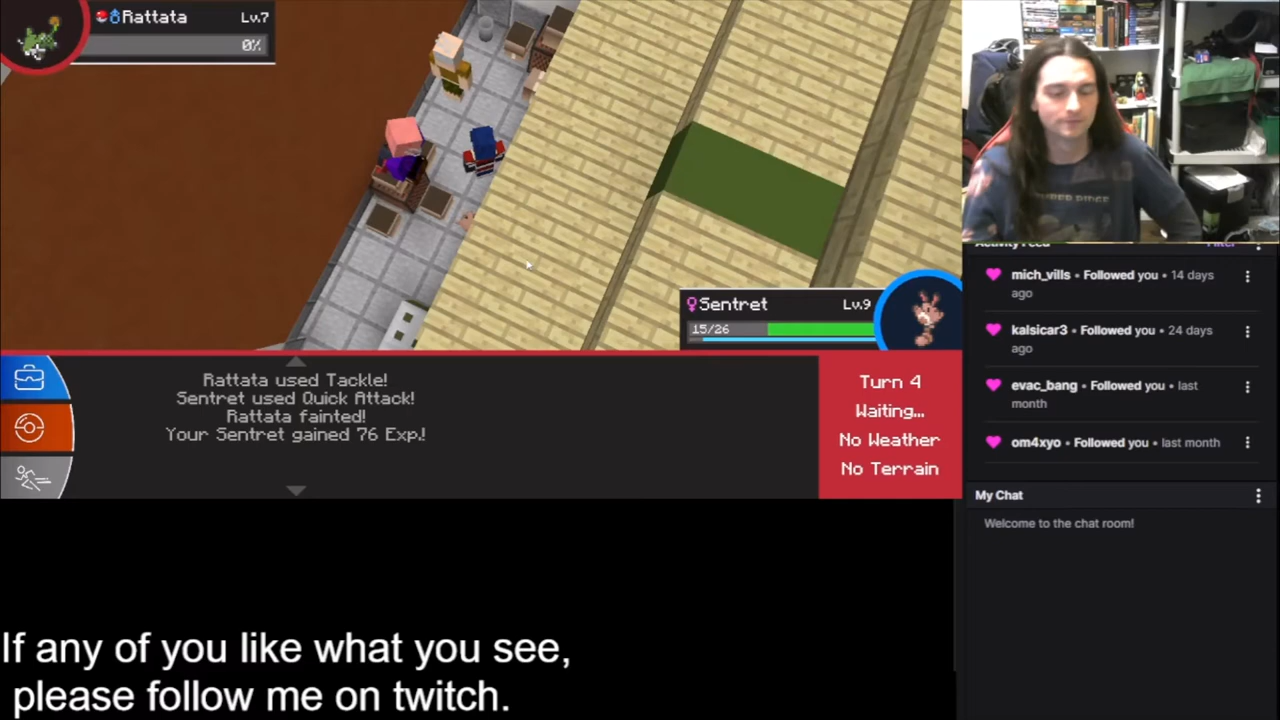 Rattata Lv.7
0%
Sentret Lv.9
15/26
Rattata used Tackle!
Sentret used Quick Attack!
Rattata fainted!
Your Sentret gained 76 Exp.!
Turn 4
Waiting...
No Weather
No Terrain
If any of you like what you see,
please follow me on twitch.
Activity Feed Filter
mich_vills • Followed you • 14 days
ago
kalsicar3 • Followed you • 24 days
ago
evac_bang • Followed you • last
month
om4xyo • Followed you • last month
My Chat
Welcome to the chat room!